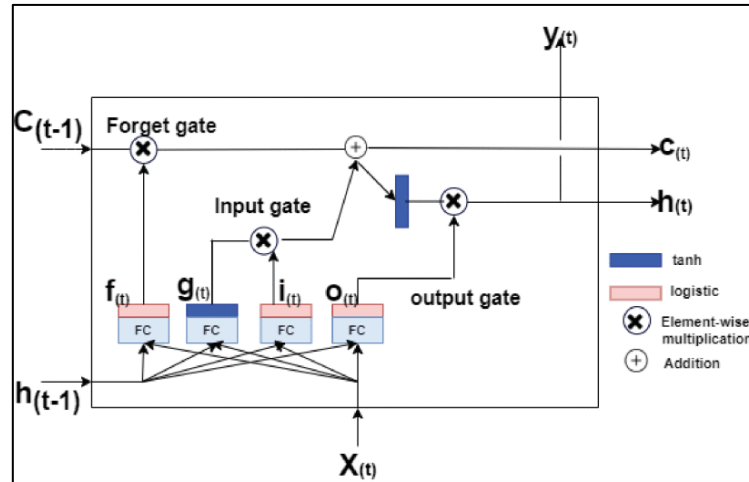 y(t)
C(t-1)
Forget gate
c(t)
Input gate
h(t)
f(t)
g(t)
i(t)
o(t)
output gate
FC
FC
FC
FC
tanh
logistic
Element-wise
multiplication
Addition
h(t-1)
X(t)